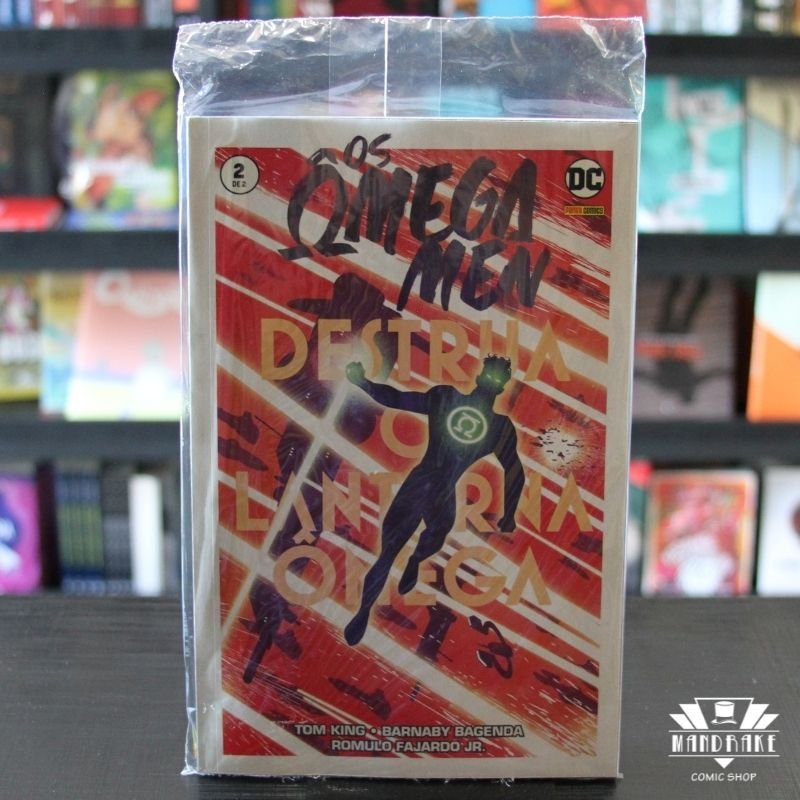 OS
ÔMEGA
MEN
2
DE 2
DC
PANINI COMICS
DESTRUA
O
LANTERNA
ÔMEGA
TOM KING • BARNABY BAGENDA
ROMULO FAJARDO JR.
MANDRAKE
COMIC SHOP